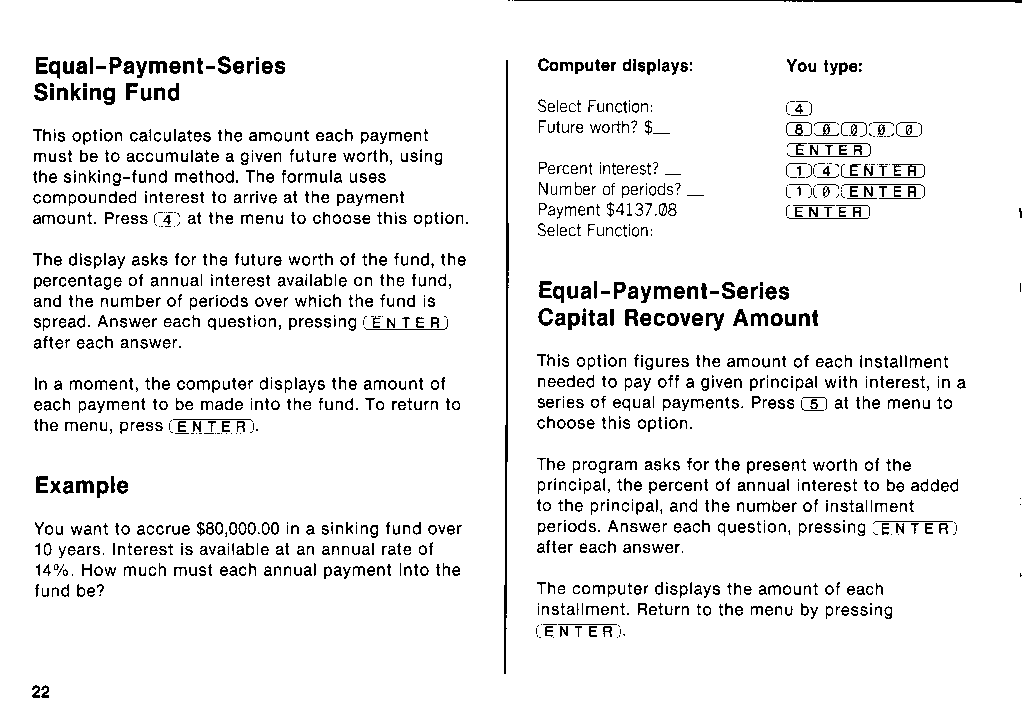 Equal-Payment-Series
Sinking Fund
This option calculates the amount each payment
must be to accumulate a given future worth, using
the sinking-fund method. The formula uses
compounded interest to arrive at the payment
amount. Press (4) at the menu to choose this option.
The display asks for the future worth of the fund, the
percentage of annual interest available on the fund,
and the number of periods over which the fund is
spread. Answer each question, pressing (ENTER)
after each answer.
In a moment, the computer displays the amount of
each payment to be made into the fund. To return to
the menu, press (ENTER).
Example
You want to accrue $80,000.00 in a sinking fund over
10 years. Interest is available at an annual rate of
14%. How much must each annual payment into the
fund be?
22
Computer displays: You type:
Select Function: (4)
Future worth? $_ (8)(0)(0)(0)(0)
(ENTER)
Percent interest? _ (1)(4)(ENTER)
Number of periods? _ (1)(0)(ENTER)
Payment $4137.08 (ENTER)
Select Function:
Equal-Payment-Series
Capital Recovery Amount
This option figures the amount of each installment
needed to pay off a given principal with interest, in a
series of equal payments. Press (5) at the menu to
choose this option.
The program asks for the present worth of the
principal, the percent of annual interest to be added
to the principal, and the number of installment
periods. Answer each question, pressing (ENTER)
after each answer.
The computer displays the amount of each
installment. Return to the menu by pressing
(ENTER).